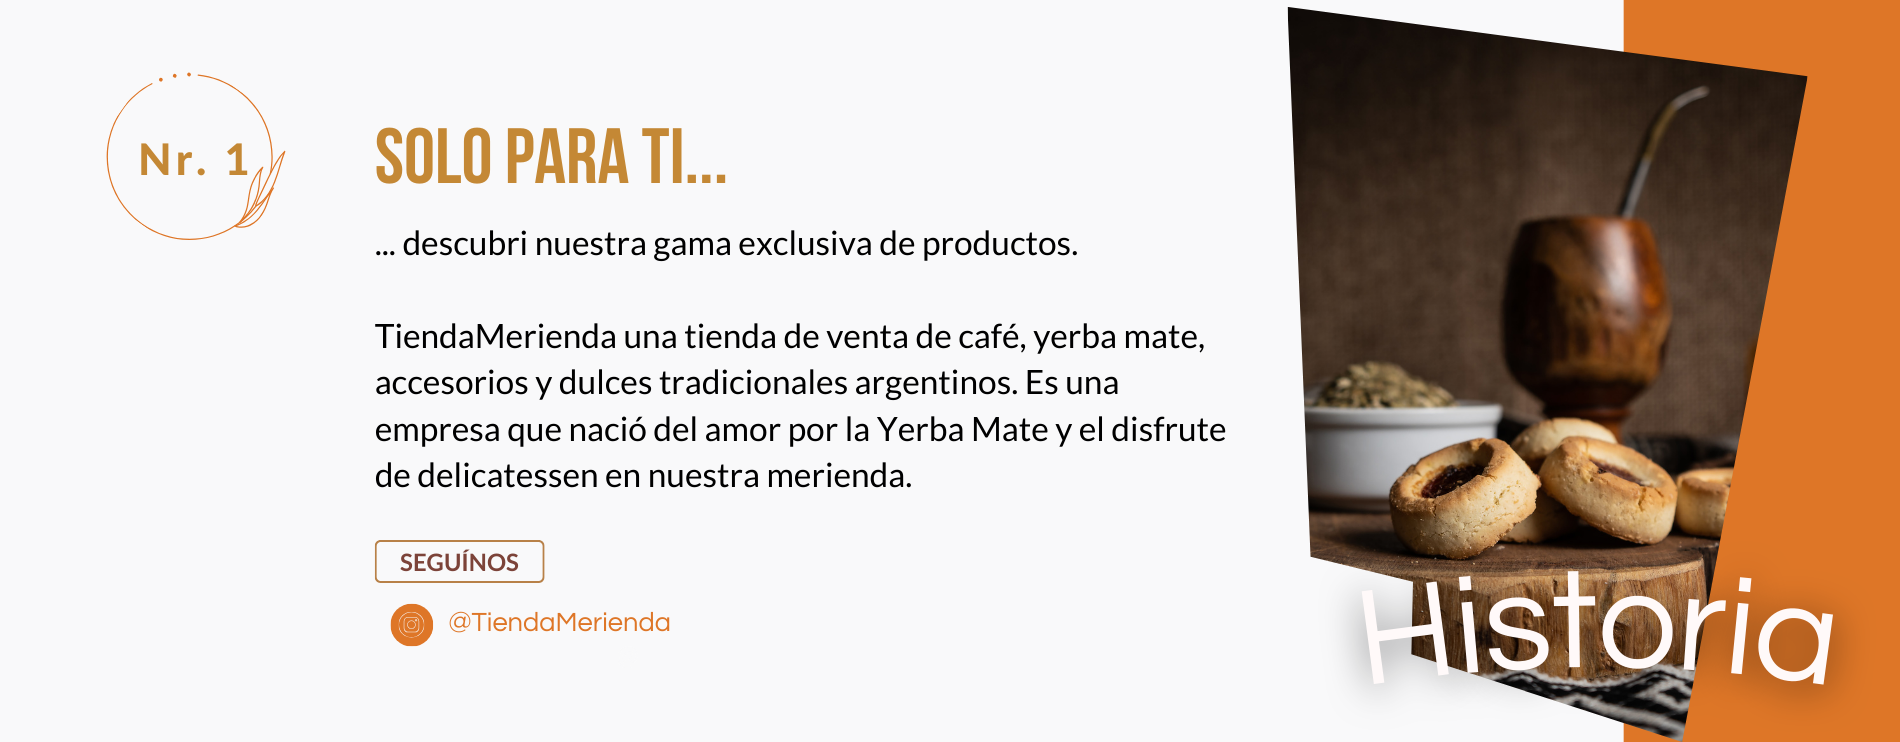 Nr. 1
SOLO PARA TI...
... descubri nuestra gama exclusiva de productos.
TiendaMerienda una tienda de venta de café, yerba mate,
accesorios y dulces tradicionales argentinos. Es una
empresa que nació del amor por la Yerba Mate y el disfrute
de delicatessen en nuestra merienda.
SEGUÍNOS
@TiendaMerienda
Historia